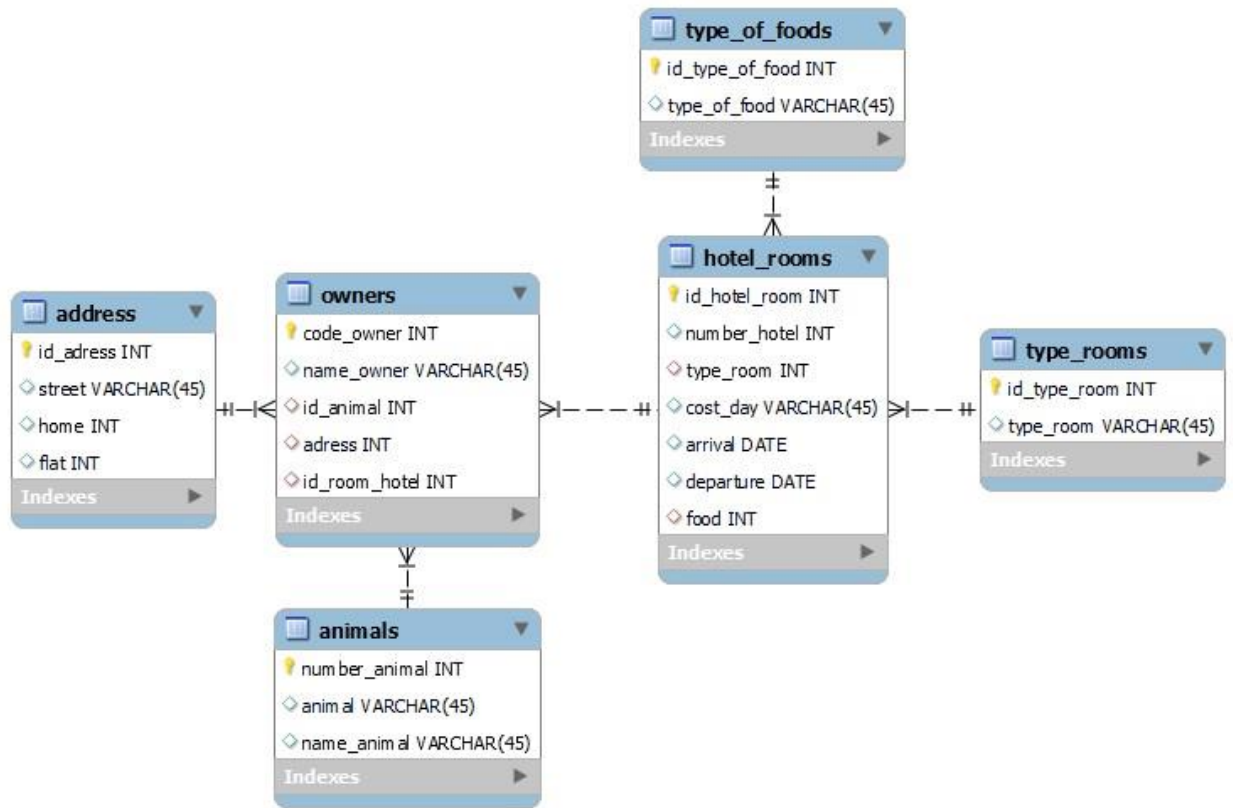 type_of_foods
id_type_of_food INT
type_of_food VARCHAR(45)
Indexes
hotel_rooms
id_hotel_room INT
number_hotel INT
type_room INT
cost_day VARCHAR(45)
arrival DATE
departure DATE
food INT
Indexes
owners
code_owner INT
name_owner VARCHAR(45)
id_animal INT
adress INT
id_room_hotel INT
Indexes
address
id_adress INT
street VARCHAR(45)
home INT
flat INT
Indexes
type_rooms
id_type_room INT
type_room VARCHAR(45)
Indexes
animals
number_animal INT
animal VARCHAR(45)
name_animal VARCHAR(45)
Indexes